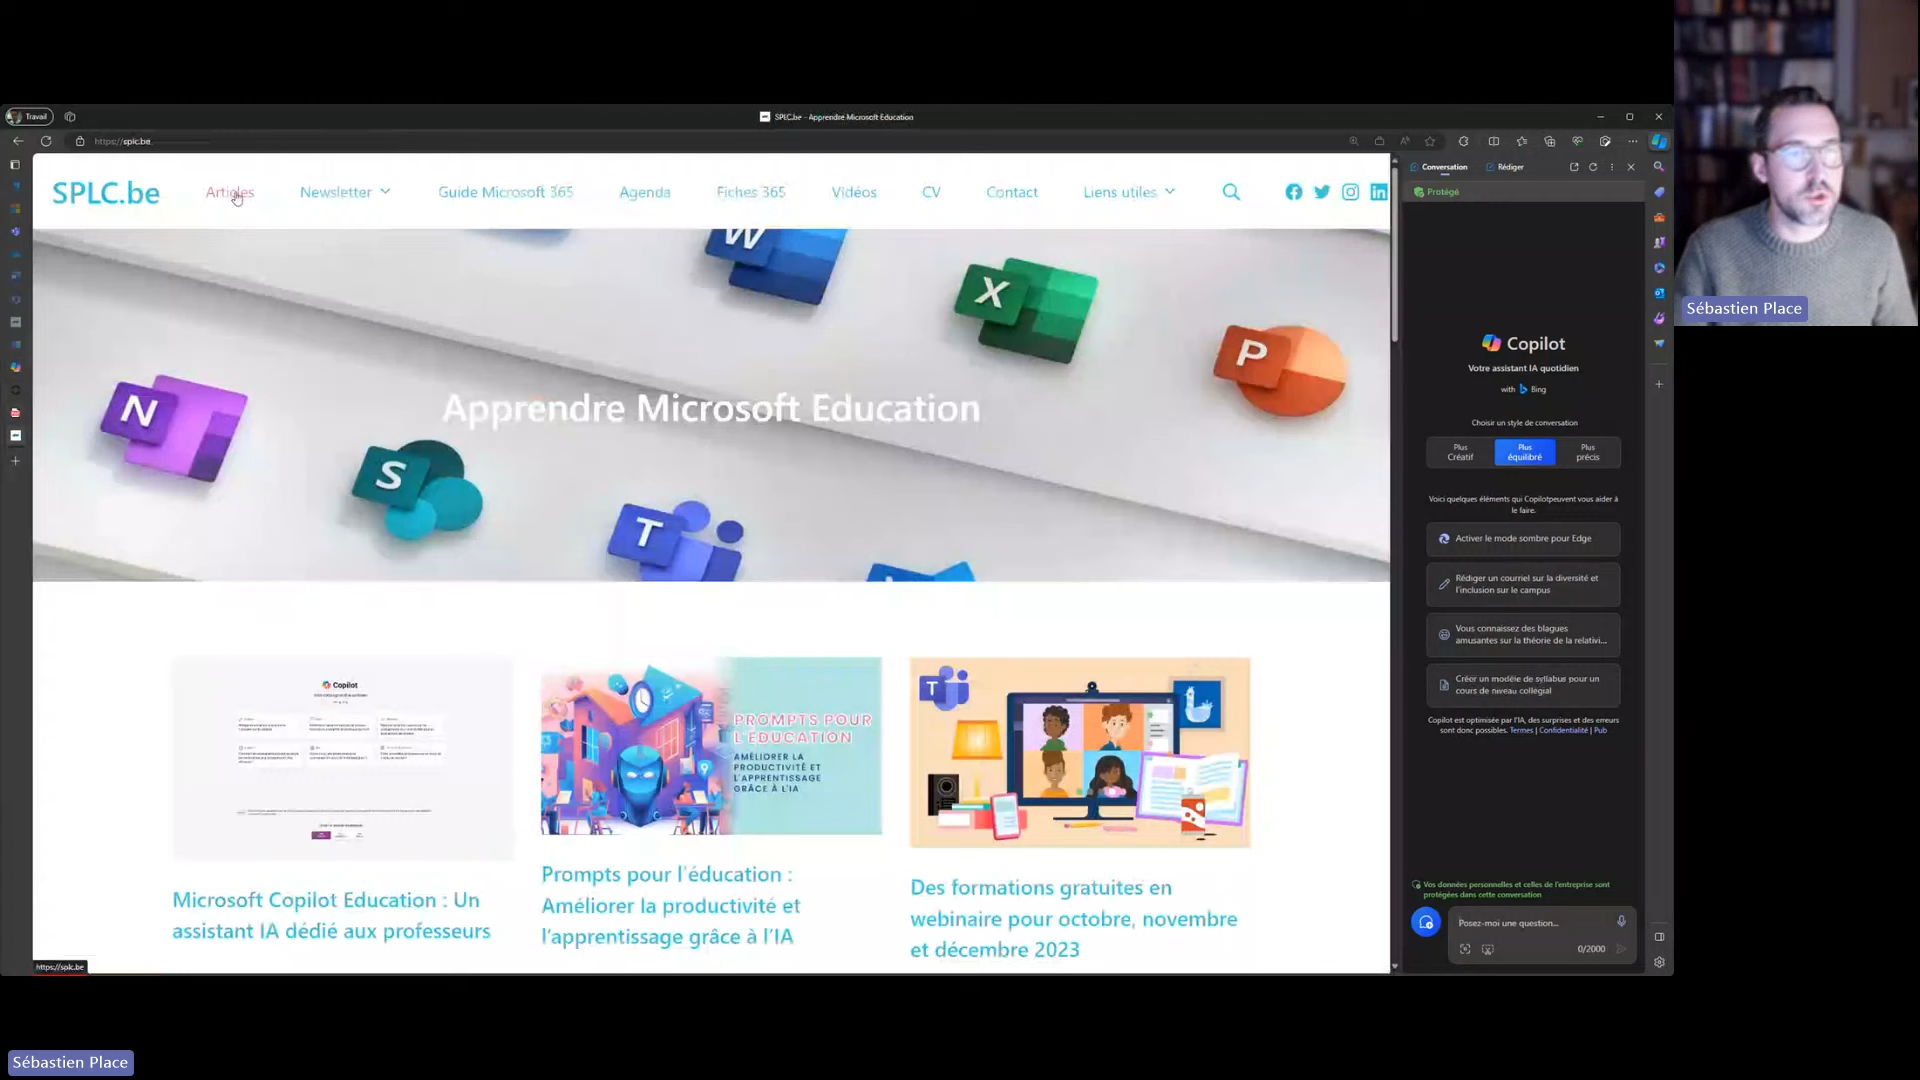 Travail
SPLC.be - Apprendre Microsoft Education
https://splc.be
SPLC.be
Articles
Newsletter
Guide Microsoft 365
Agenda
Fiches 365
Vidéos
CV
Contact
Liens utiles
W
X
P
N
S
T
Apprendre Microsoft Education
Copilot
PROMPTS POUR
L'ÉDUCATION
AMÉLIORER LA
PRODUCTIVITÉ ET
L'APPRENTISSAGE
GRÂCE À L'IA
T
Microsoft Copilot Education : Un
assistant IA dédié aux professeurs
Prompts pour l'éducation :
Améliorer la productivité et
l'apprentissage grâce à l'IA
Des formations gratuites en
webinaire pour octobre, novembre
et décembre 2023
https://splc.be
Conversation
Rédiger
Protégé
Copilot
Votre assistant IA quotidien
with Bing
Choisir un style de conversation
Plus
Créatif
Plus
équilibré
Plus
précis
Voici quelques éléments qui Copilotpeuvent vous aider à
le faire.
Activer le mode sombre pour Edge
Rédiger un courriel sur la diversité et
l'inclusion sur le campus
Vous connaissez des blagues
amusantes sur la théorie de la relativi...
Créer un modèle de syllabus pour un
cours de niveau collégial
Copilot est optimisée par l'IA, des surprises et des erreurs
sont donc possibles. Termes | Confidentialité | Pub
Vos données personnelles et celles de l'entreprise sont
protégées dans cette conversation
Posez-moi une question...
0/2000
Sébastien Place
Sébastien Place